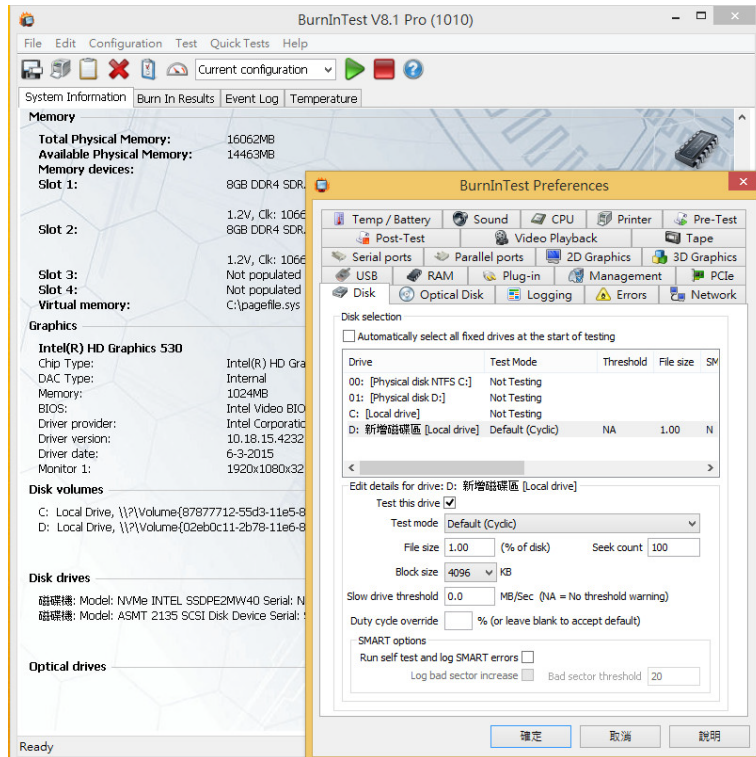 BurnInTest V8.1 Pro (1010)
File Edit Configuration Test Quick Tests Help
Current configuration
System Information Burn In Results Event Log Temperature
Memory
Total Physical Memory: 16062MB
Available Physical Memory: 14463MB
Memory devices:
Slot 1: 8GB DDR4 SDR
1.2V, Clk: 1066
Slot 2: 8GB DDR4 SDR
1.2V, Clk: 1066
Slot 3: Not populated
Slot 4: Not populated
Virtual memory: C:\pagefile.sys
Graphics
Intel(R) HD Graphics 530
Chip Type: Intel(R) HD Gra
DAC Type: Internal
Memory: 1024MB
BIOS: Intel Video BIO
Driver provider: Intel Corporatio
Driver version: 10.18.15.4232
Driver date: 6-3-2015
Monitor 1: 1920x1080x32
Disk volumes
C: Local Drive, \\?\Volume{87877712-55d3-11e5-8
D: Local Drive, \\?\Volume{02eb0c11-2b78-11e6-8
Disk drives
磁碟機: Model: NVMe INTEL SSDPE2MW40 Serial: N
磁碟機: Model: ASMT 2135 SCSI Disk Device Serial:
Optical drives
Ready
BurnInTest Preferences
Temp / Battery Sound CPU Printer Pre-Test
Post-Test Video Playback Tape
Serial ports Parallel ports 2D Graphics 3D Graphics
USB RAM Plug-in Management PCIe
Disk Optical Disk Logging Errors Network
Disk selection
Automatically select all fixed drives at the start of testing
Drive Test Mode Threshold File size SM
00: [Physical disk NTFS C:] Not Testing
01: [Physical disk D:] Not Testing
C: [Local drive] Not Testing
D: 新增磁碟區 [Local drive] Default (Cyclic) NA 1.00 N
Edit details for drive: D: 新增磁碟區 [Local drive]
Test this drive
Test mode Default (Cyclic)
File size 1.00 (% of disk) Seek count 100
Block size 4096 KB
Slow drive threshold 0.0 MB/Sec (NA = No threshold warning)
Duty cycle override % (or leave blank to accept default)
SMART options
Run self test and log SMART errors
Log bad sector increase Bad sector threshold 20
確定 取消 說明